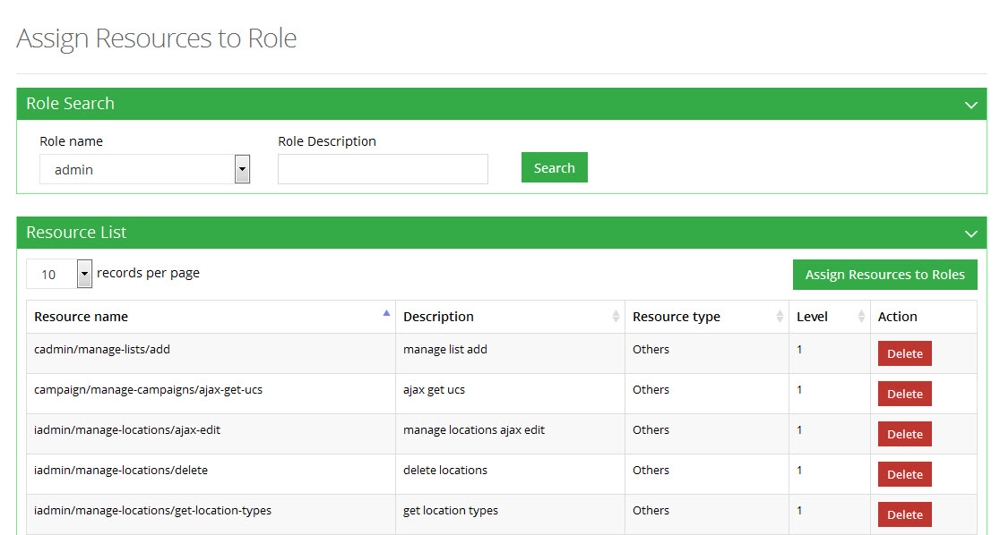 Assign Resources to Role
Role Search
Role name Role Description
admin Search
Resource List
10 records per page Assign Resources to Roles
Resource name Description Resource type Level Action
cadmin/manage-lists/add manage list add Others 1 Delete
campaign/manage-campaigns/ajax-get-ucs ajax get ucs Others 1 Delete
iadmin/manage-locations/ajax-edit manage locations ajax edit Others 1 Delete
iadmin/manage-locations/delete delete locations Others 1 Delete
iadmin/manage-locations/get-location-types get location types Others 1 Delete